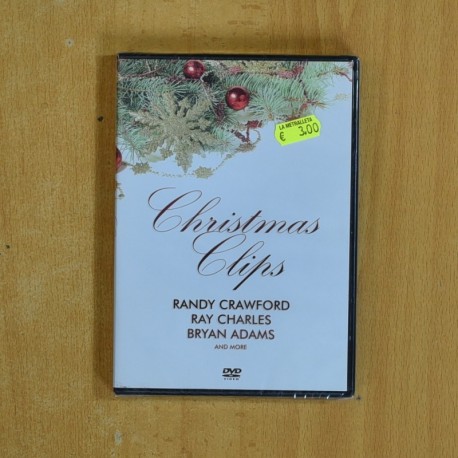 LA METRALLETA
€ 3,00
Christmas
Clips
RANDY CRAWFORD
RAY CHARLES
BRYAN ADAMS
AND MORE
DVD
VIDEO